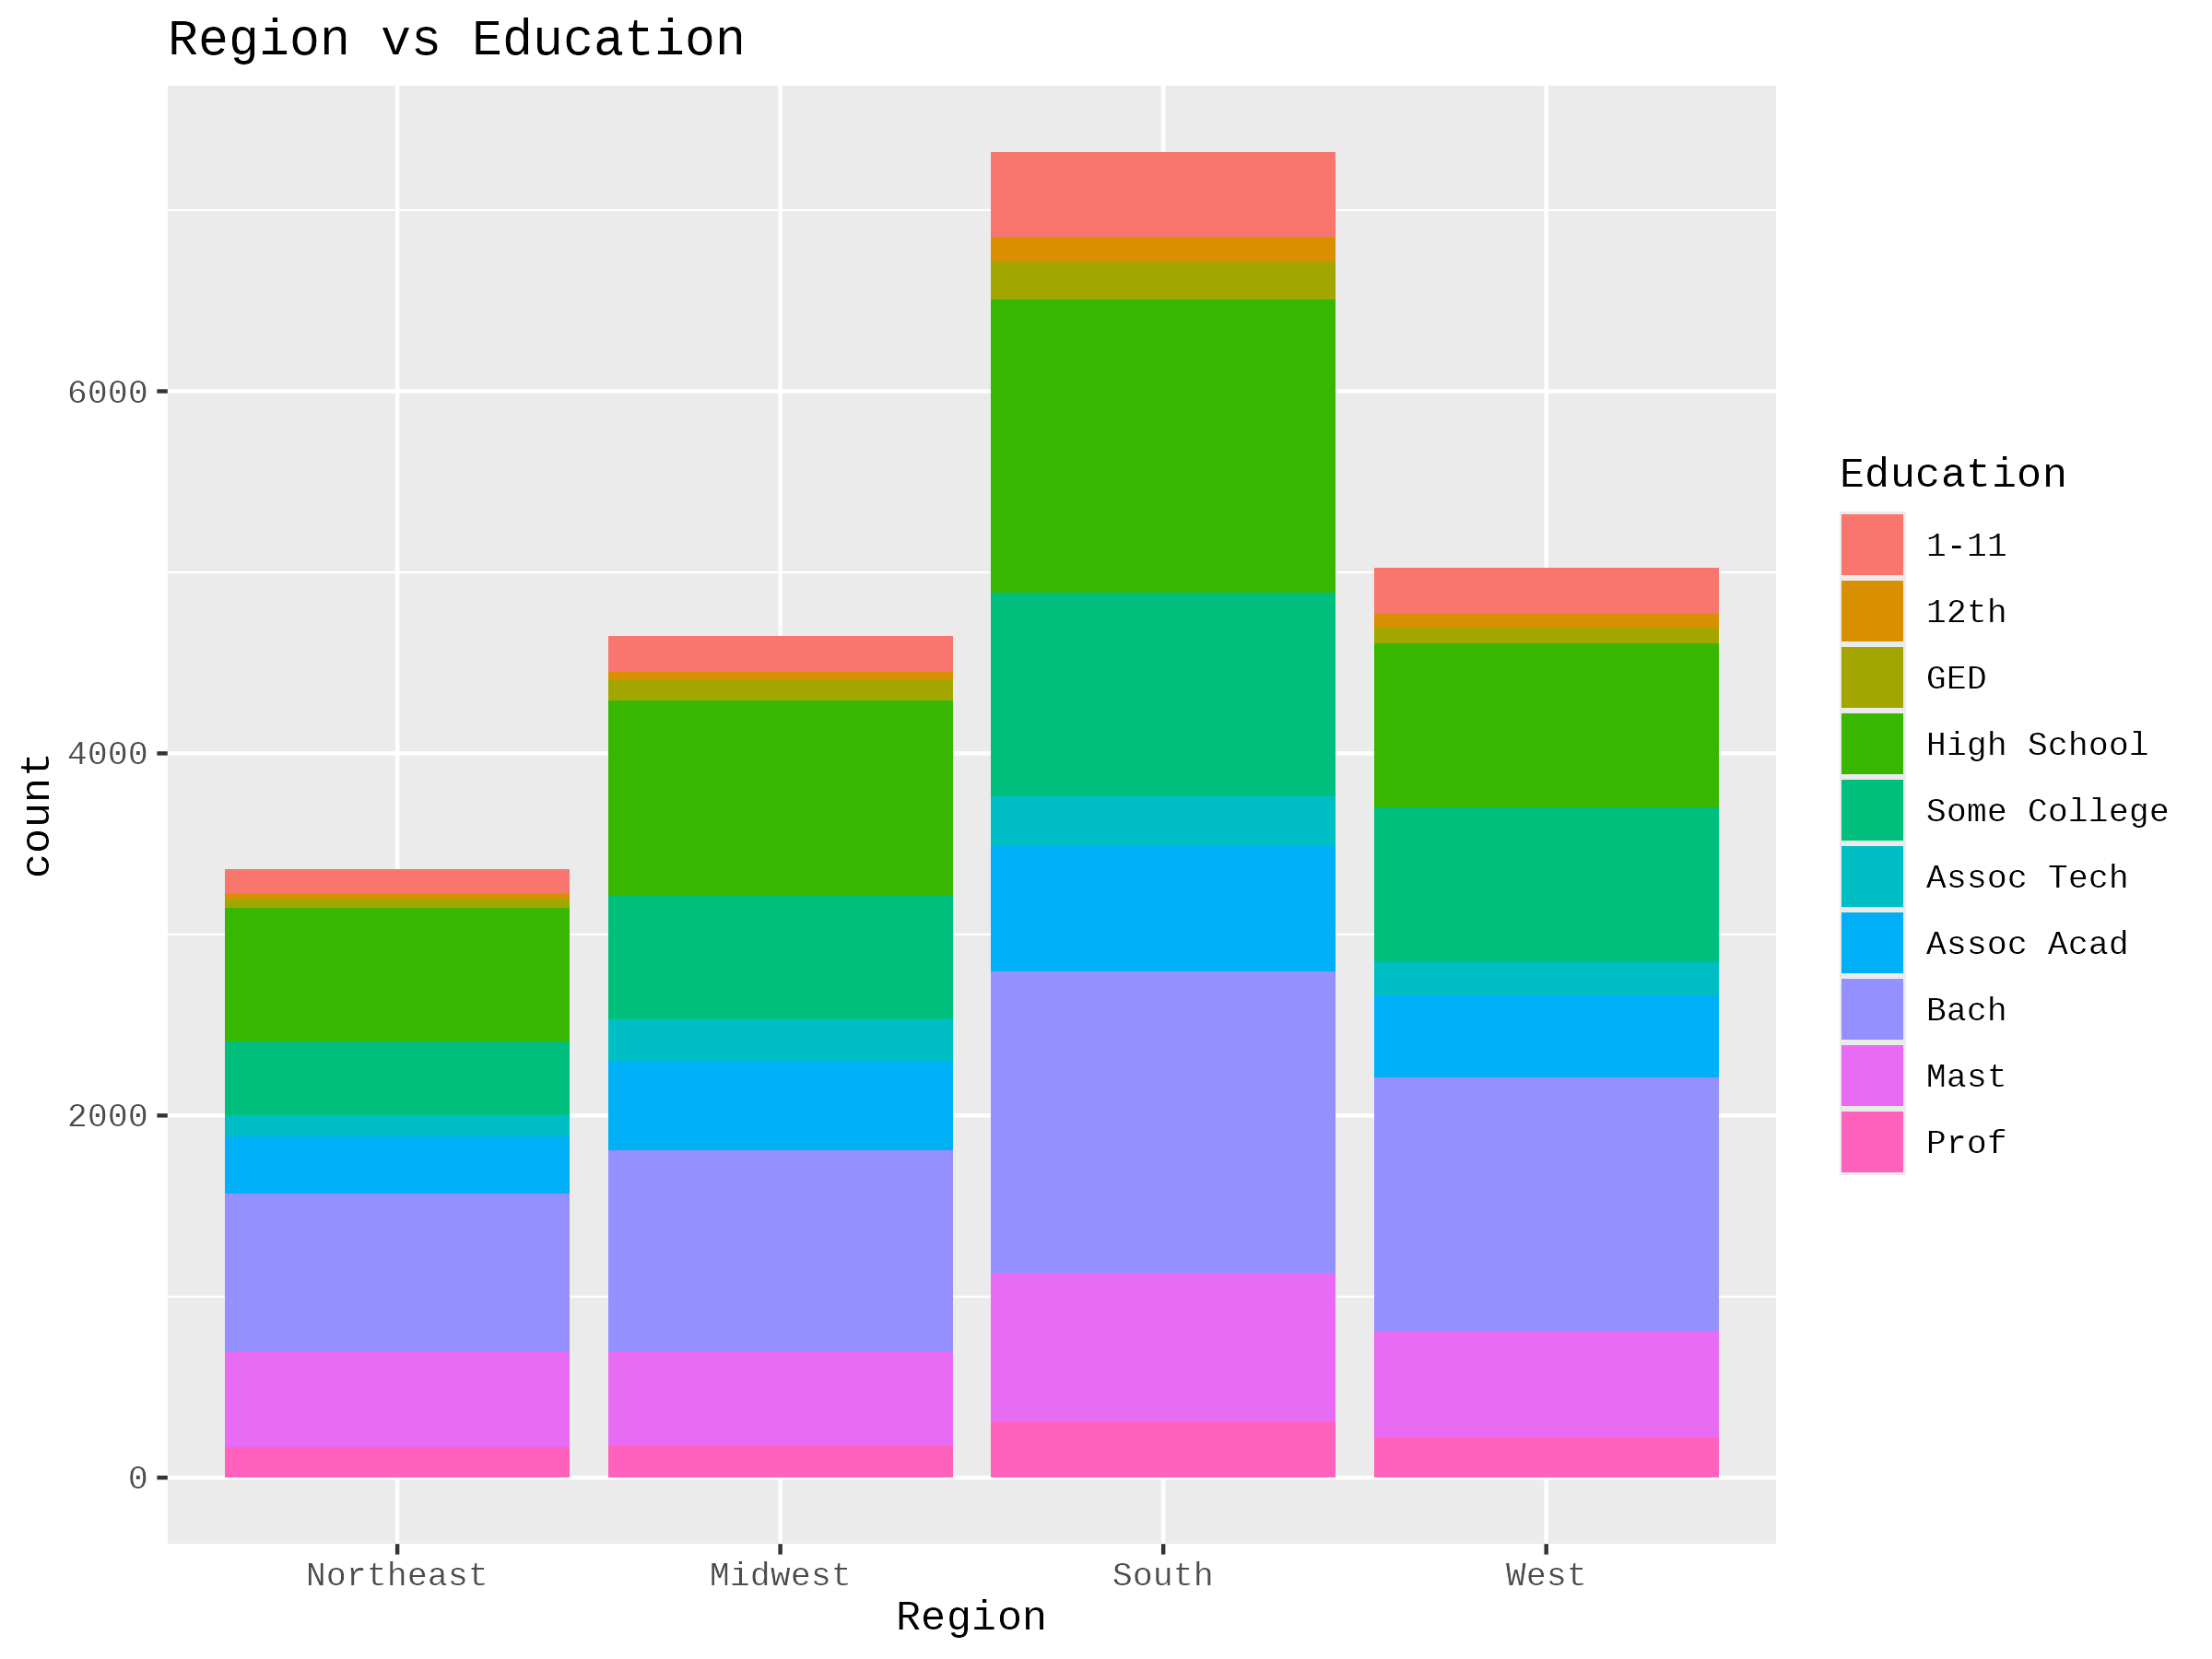 Region vs Education
6000
4000
2000
0
count
Northeast
Midwest
South
West
Region
Education
1-11
12th
GED
High School
Some College
Assoc Tech
Assoc Acad
Bach
Mast
Prof